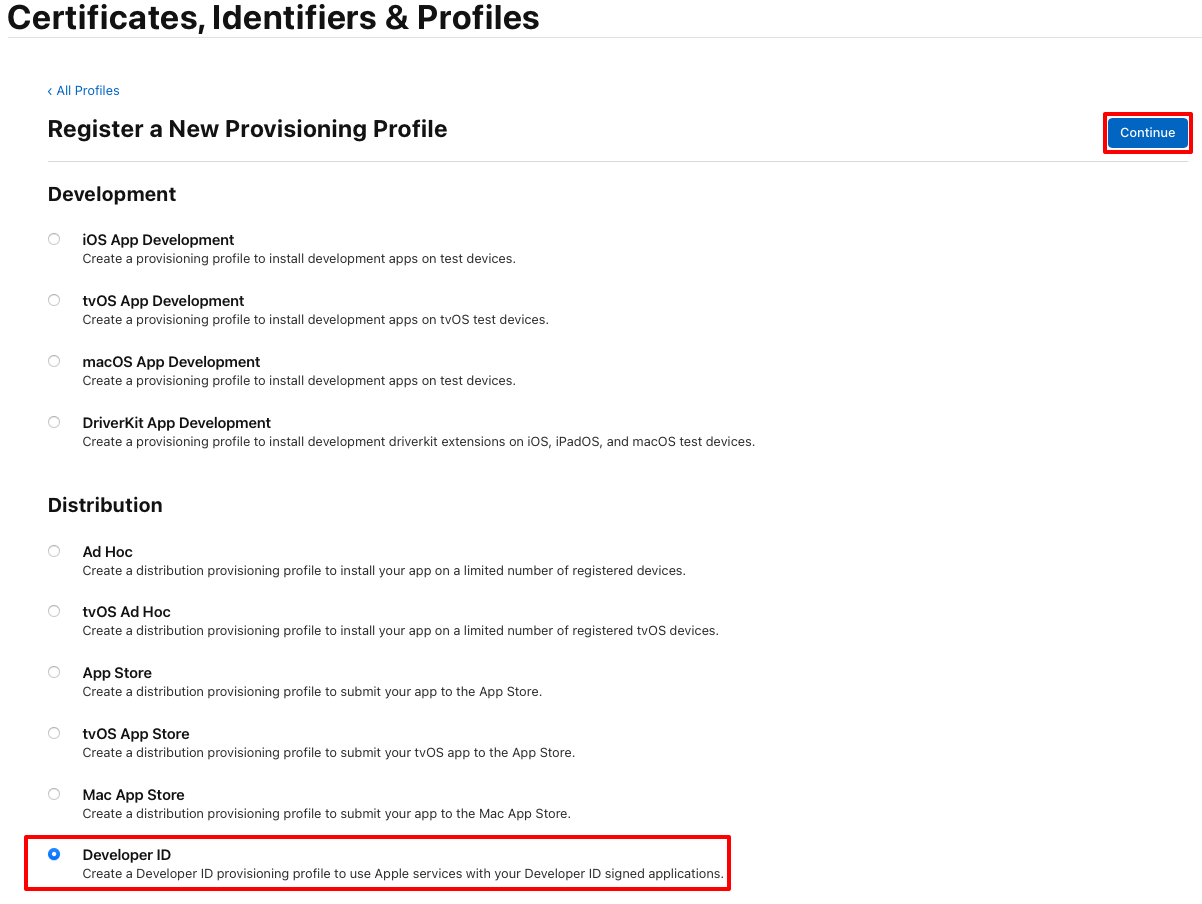 Certificates, Identifiers & Profiles
‹ All Profiles
Register a New Provisioning Profile
Continue
Development
iOS App Development
Create a provisioning profile to install development apps on test devices.
tvOS App Development
Create a provisioning profile to install development apps on tvOS test devices.
macOS App Development
Create a provisioning profile to install development apps on test devices.
DriverKit App Development
Create a provisioning profile to install development driverkit extensions on iOS, iPadOS, and macOS test devices.
Distribution
Ad Hoc
Create a distribution provisioning profile to install your app on a limited number of registered devices.
tvOS Ad Hoc
Create a distribution provisioning profile to install your app on a limited number of registered tvOS devices.
App Store
Create a distribution provisioning profile to submit your app to the App Store.
tvOS App Store
Create a distribution provisioning profile to submit your tvOS app to the App Store.
Mac App Store
Create a distribution provisioning profile to submit your app to the Mac App Store.
Developer ID
Create a Developer ID provisioning profile to use Apple services with your Developer ID signed applications.